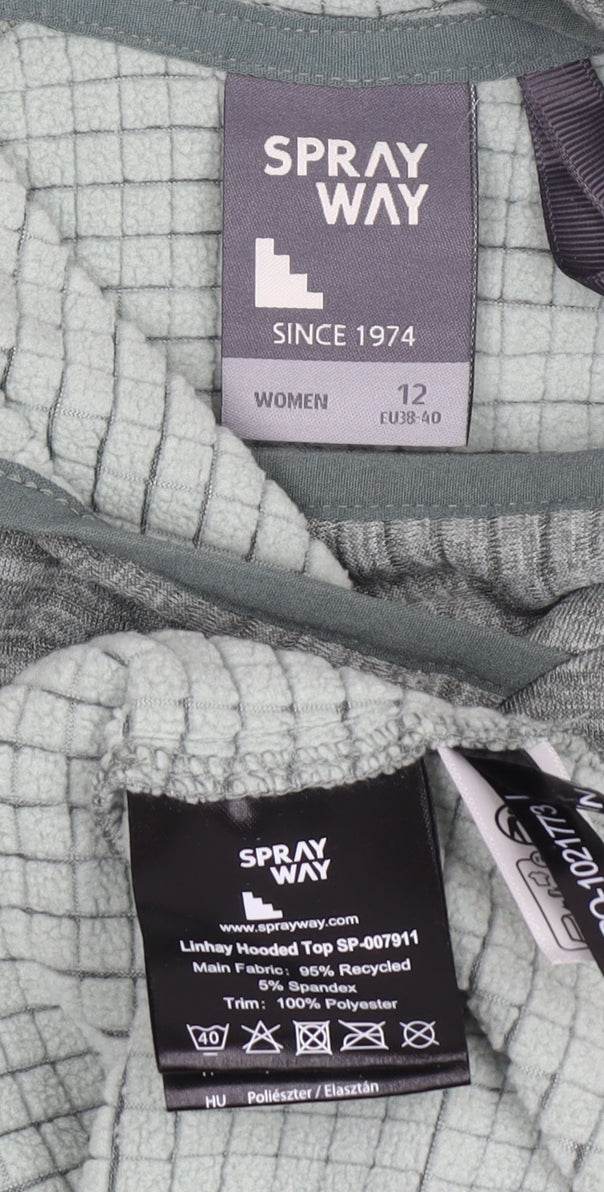 SPRAY
WAY
SINCE 1974
WOMEN 12
EU38-40
SPRAY
WAY
www.sprayway.com
Linhay Hooded Top SP-007911
Main Fabric: 95% Recycled
5% Spandex
Trim: 100% Polyester
40
HU Poliészter / Elasztán
O-1021773